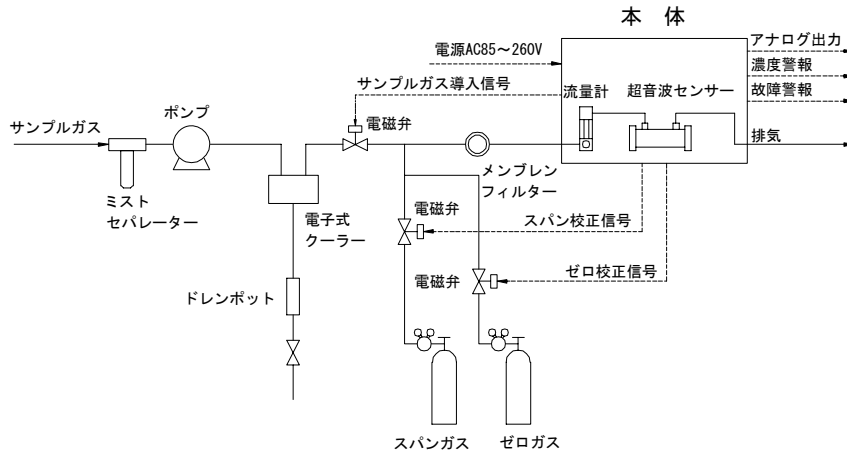 本 体
アナログ出力
電源AC85～260V
濃度警報
サンプルガス導入信号
流量計
超音波センサー
故障警報
ポンプ
電磁弁
サンプルガス
排気
メンブレン
フィルター
ミスト
セパレーター
電子式
クーラー
電磁弁
スパン校正信号
ゼロ校正信号
電磁弁
ドレンポット
スパンガス
ゼロガス